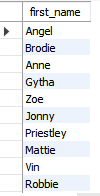 first_name
Angel
Brodie
Anne
Gytha
Zoe
Jonny
Priestley
Mattie
Vin
Robbie